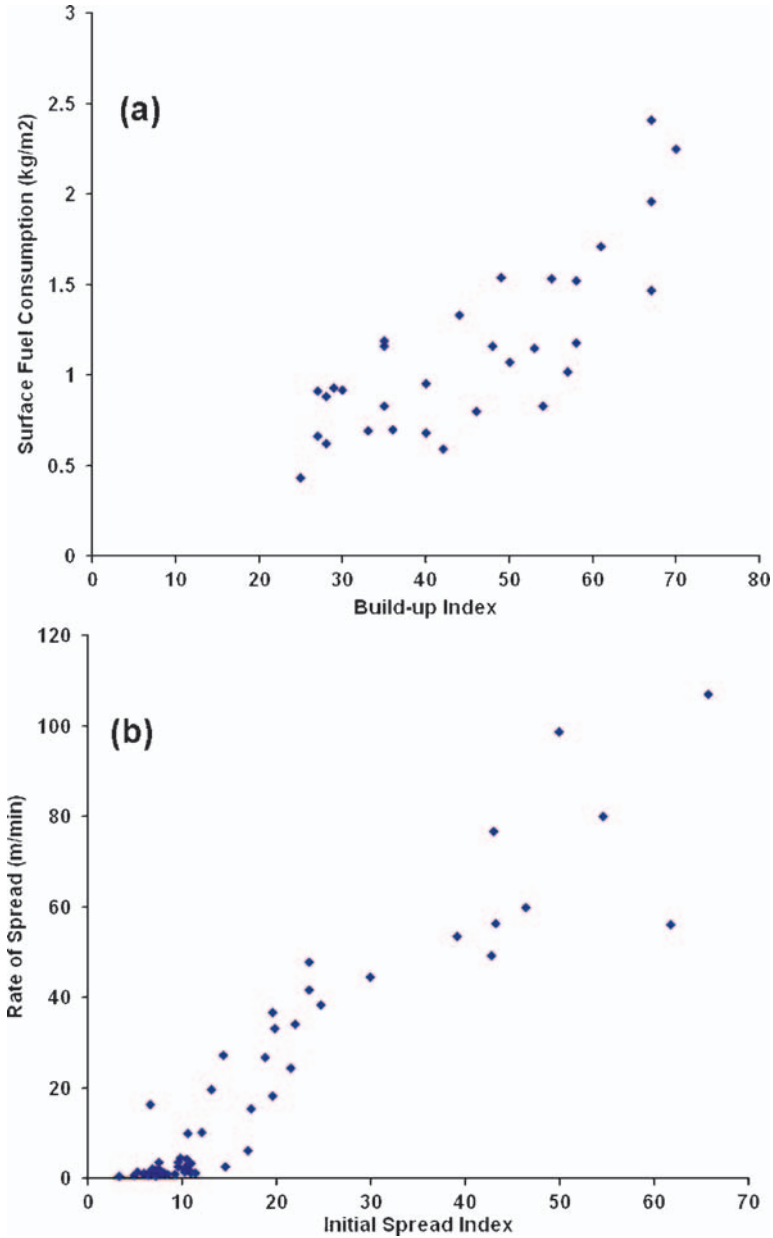 3
2.5
(a)
2
1.5
1
0.5
0
Surface Fuel Consumption (kg/m2)
0 10 20 30 40 50 60 70 80
Build-up Index
120
100
(b)
80
60
40
20
0
Rate of Spread (m/min)
0 10 20 30 40 50 60 70
Initial Spread Index